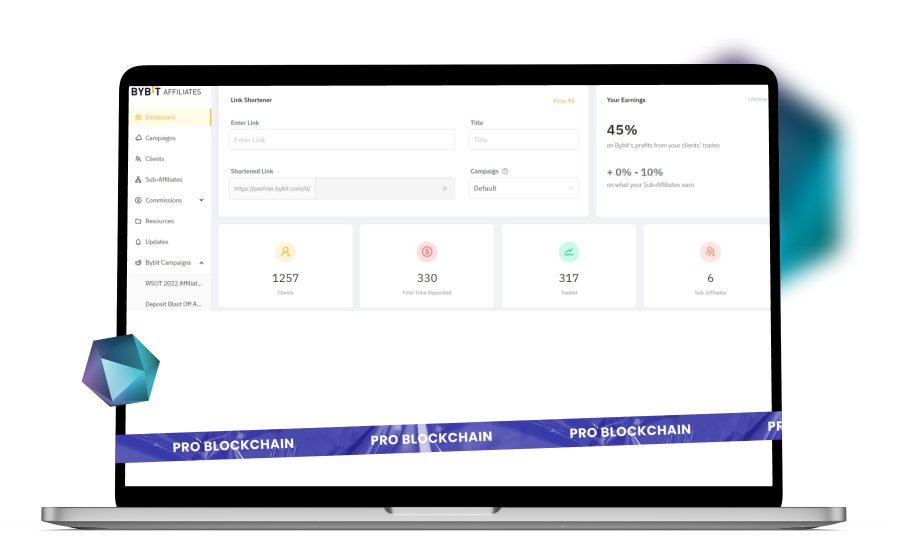 BYBIT AFFILIATES
Dashboard
Campaigns
Clients
Sub-Affiliates
Commissions
Resources
Updates
Bybit Campaigns
WSOT 2022 Affiliat...
Deposit Blast Off A...
Link Shortener
View All
Enter Link
Title
Enter Link
Title
Shortened Link
Campaign
https://partner.bybit.com/b/
Default
Your Earnings
Lifetime
45%
on Bybit's profits from your clients' trades
+ 0% - 10%
on what your Sub-Affiliates earn
1257
Clients
330
First-Time Deposited
317
Traded
6
Sub-Affiliates
PRO BLOCKCHAIN
PRO BLOCKCHAIN
PRO BLOCKCHAIN
PR